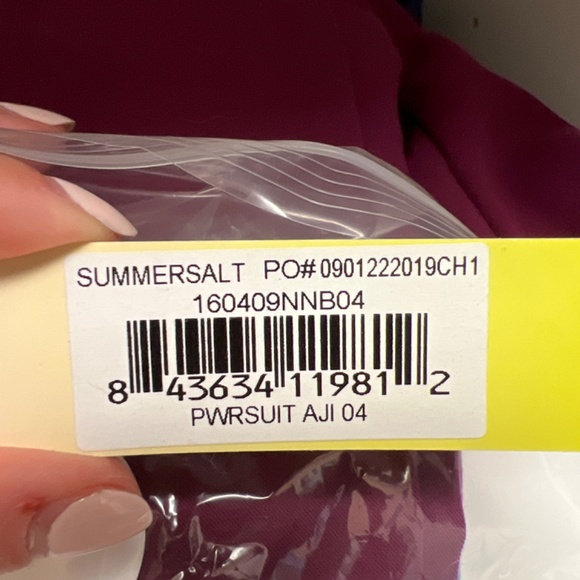 SUMMERSALT PO# 0901222019CH1
160409NNB04
8 43634 11981 2
PWRSUIT AJI 04